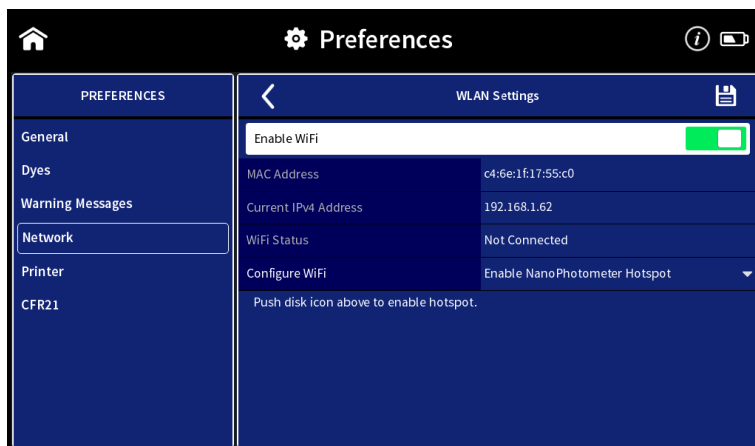 Preferences
i
PREFERENCES
WLAN Settings
General
Enable WiFi
Dyes
MAC Address c4:6e:1f:17:55:c0
Warning Messages
Current IPv4 Address 192.168.1.62
Network
WiFi Status Not Connected
Printer
Configure WiFi Enable NanoPhotometer Hotspot
CFR21
Push disk icon above to enable hotspot.